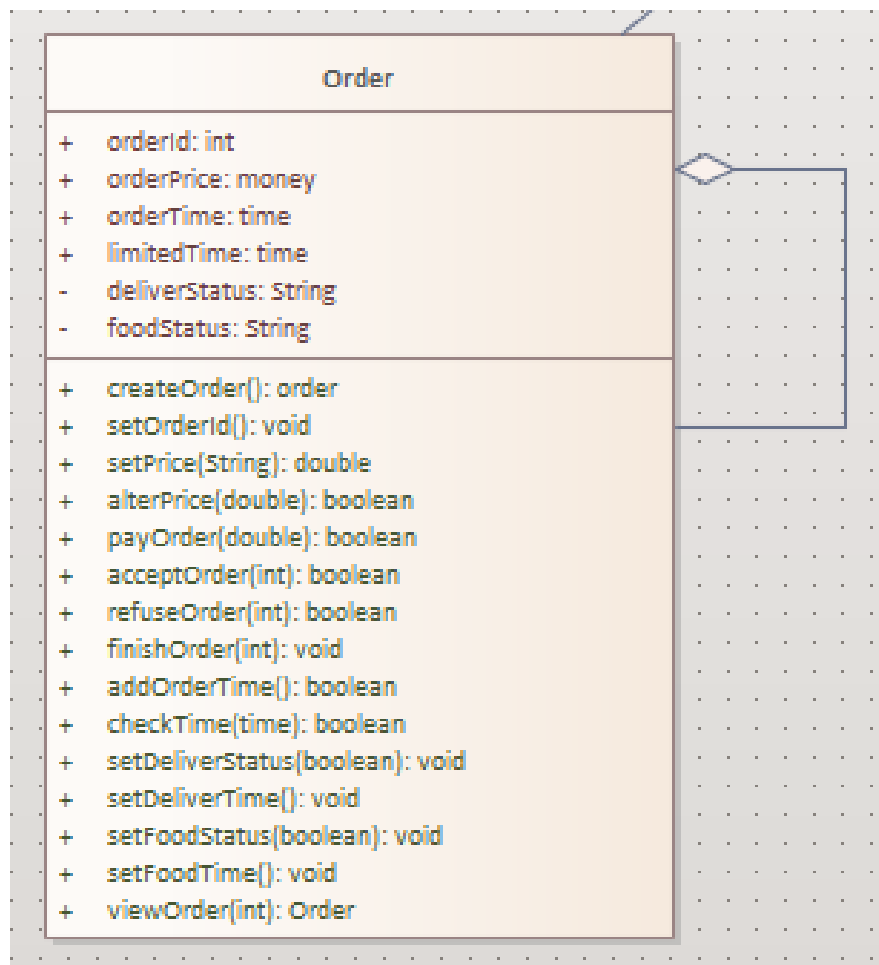 Order
+ orderId: int
+ orderPrice: money
+ orderTime: time
+ limitedTime: time
- deliverStatus: String
- foodStatus: String
+ createOrder(): order
+ setOrderId(): void
+ setPrice(String): double
+ alterPrice(double): boolean
+ payOrder(double): boolean
+ acceptOrder(int): boolean
+ refuseOrder(int): boolean
+ finishOrder(int): void
+ addOrderTime(): boolean
+ checkTime(time): boolean
+ setDeliverStatus(boolean): void
+ setDeliverTime(): void
+ setFoodStatus(boolean): void
+ setFoodTime(): void
+ viewOrder(int): Order